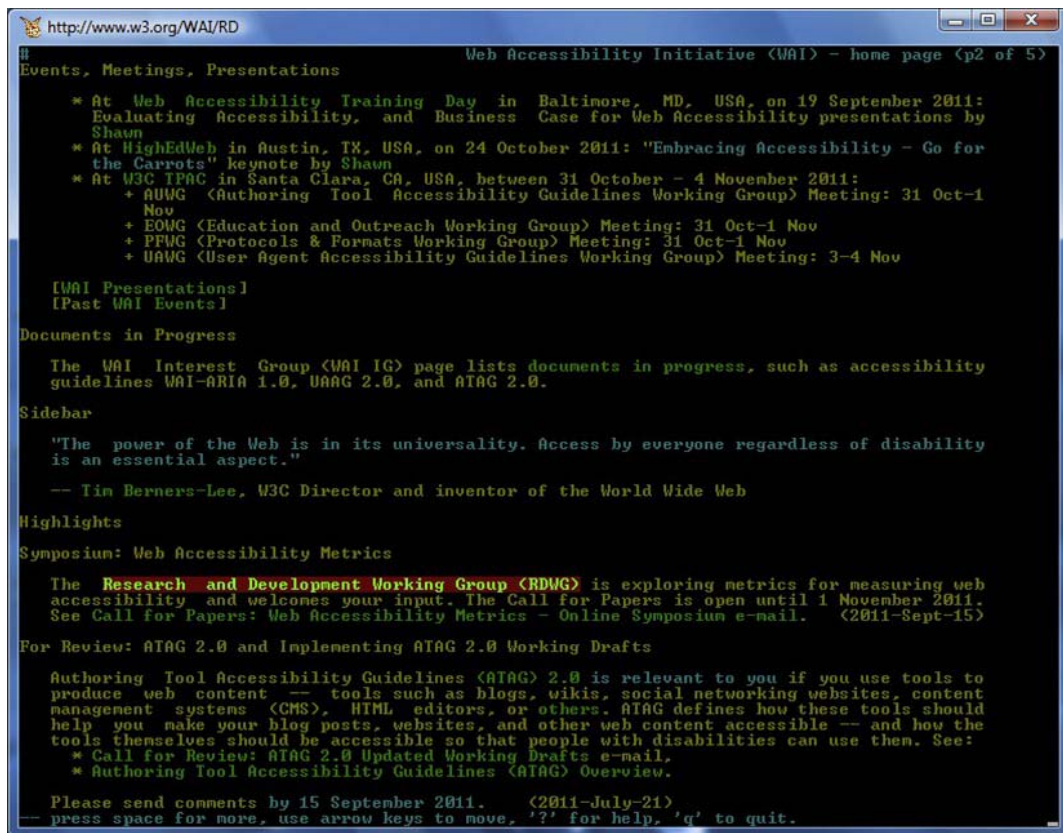 http://www.w3.org/WAI/RD
# Web Accessibility Initiative (WAI) - home page (p2 of 5)
Events, Meetings, Presentations
* At Web Accessibility Training Day in Baltimore, MD, USA, on 19 September 2011:
Evaluating Accessibility, and Business Case for Web Accessibility presentations by
Shawn
* At HighEdWeb in Austin, TX, USA, on 24 October 2011: "Embracing Accessibility - Go for
the Carrots" keynote by Shawn
* At W3C TPAC in Santa Clara, CA, USA, between 31 October - 4 November 2011:
+ AUWG (Authoring Tool Accessibility Guidelines Working Group) Meeting: 31 Oct-1
Nov
+ EOWG (Education and Outreach Working Group) Meeting: 31 Oct-1 Nov
+ PFWG (Protocols & Formats Working Group) Meeting: 31 Oct-1 Nov
+ UAWG (User Agent Accessibility Guidelines Working Group) Meeting: 3-4 Nov
[WAI Presentations]
[Past WAI Events]
Documents in Progress
The WAI Interest Group (WAI IG) page lists documents in progress, such as accessibility
guidelines WAI-ARIA 1.0, UAAG 2.0, and ATAG 2.0.
Sidebar
"The power of the Web is in its universality. Access by everyone regardless of disability
is an essential aspect."
-- Tim Berners-Lee, W3C Director and inventor of the World Wide Web
Highlights
Symposium: Web Accessibility Metrics
The Research and Development Working Group (RDWG) is exploring metrics for measuring web
accessibility and welcomes your input. The Call for Papers is open until 1 November 2011.
See Call for Papers: Web Accessibility Metrics - Online Symposium e-mail. (2011-Sept-15)
For Review: ATAG 2.0 and Implementing ATAG 2.0 Working Drafts
Authoring Tool Accessibility Guidelines (ATAG) 2.0 is relevant to you if you use tools to
produce web content -- tools such as blogs, wikis, social networking websites, content
management systems (CMS), HTML editors, or others. ATAG defines how these tools should
help you make your blog posts, websites, and other web content accessible -- and how the
tools themselves should be accessible so that people with disabilities can use them. See:
* Call for Review: ATAG 2.0 Updated Working Drafts e-mail,
* Authoring Tool Accessibility Guidelines (ATAG) Overview.
Please send comments by 15 September 2011. (2011-July-21)
-- press space for more, use arrow keys to move, '?' for help, 'q' to quit.